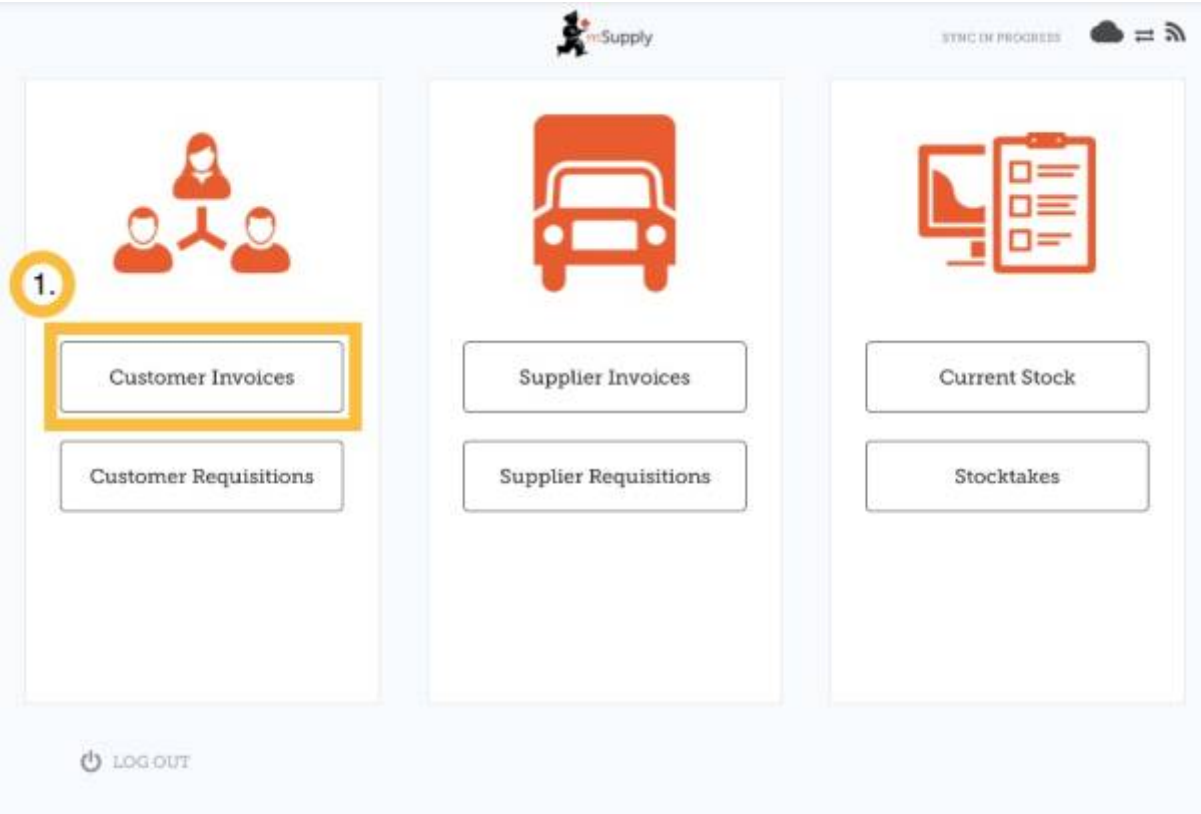 mSupply
SYNC IN PROGRESS
1.
Customer Invoices
Customer Requisitions
Supplier Invoices
Supplier Requisitions
Current Stock
Stocktakes
LOG OUT